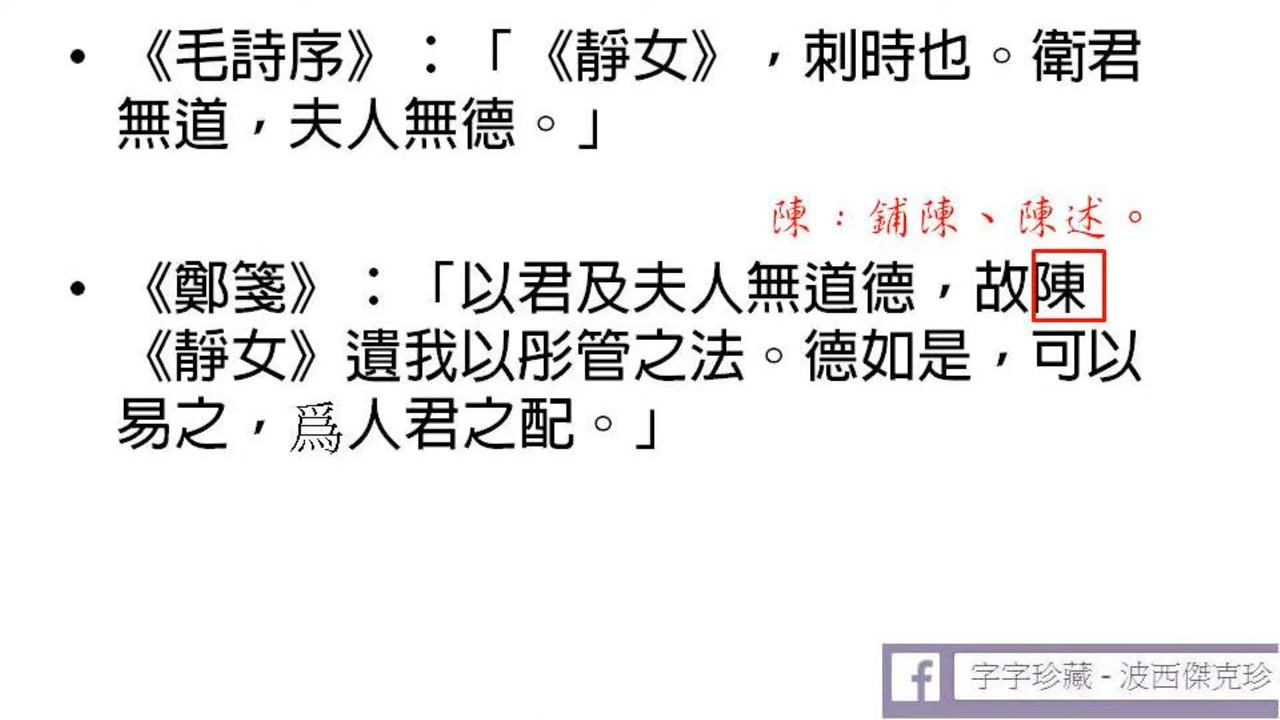 • 《毛詩序》：「《靜女》，刺時也。衛君
無道，夫人無德。」
陳：鋪陳、陳述。
• 《鄭箋》：「以君及夫人無道德，故陳
《靜女》遺我以彤管之法。德如是，可以
易之，爲人君之配。」
字字珍藏 - 波西傑克珍